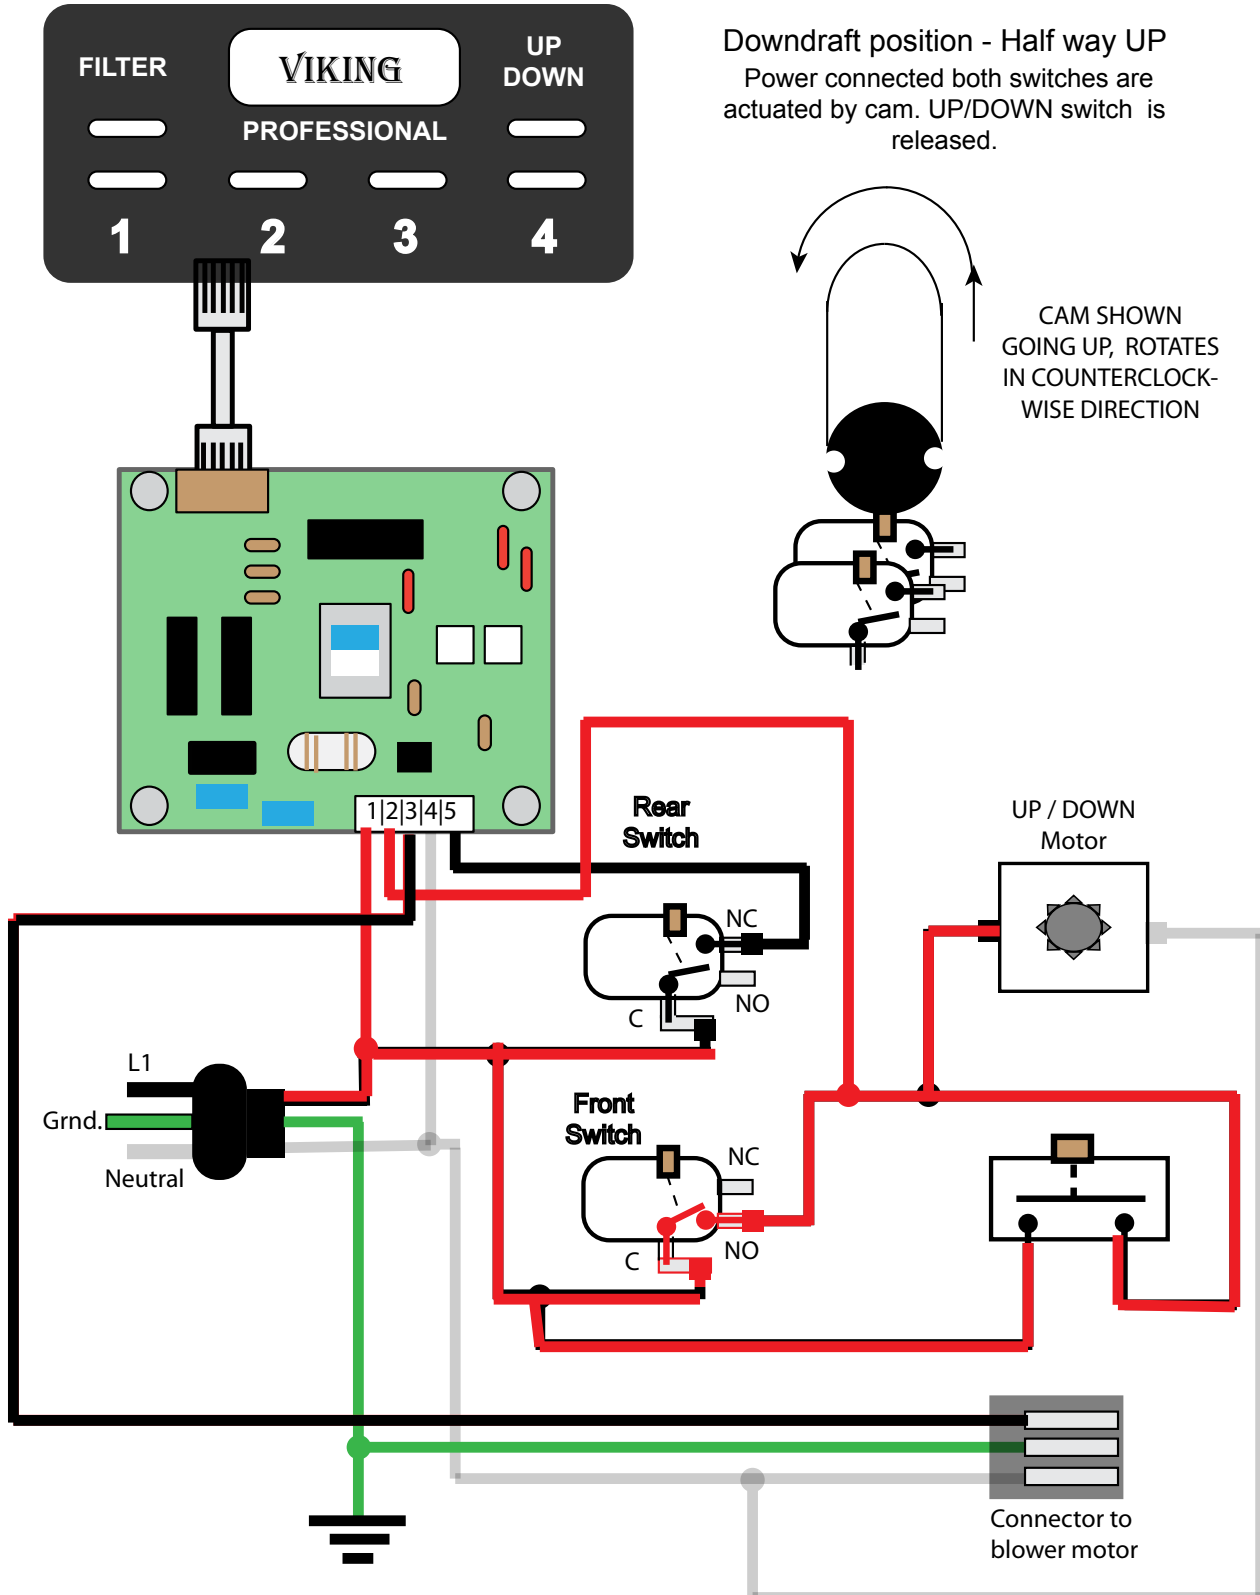 FILTER
VIKING
UP
DOWN
PROFESSIONAL
1 2 3 4
Downdraft position - Half way UP
Power connected both switches are
actuated by cam. UP/DOWN switch is
released.
CAM SHOWN
GOING UP, ROTATES
IN COUNTERCLOCK-
WISE DIRECTION
1|2|3|4|5
Rear
Switch
NC
NO
C
UP / DOWN
Motor
L1
Grnd.
Neutral
Front
Switch
NC
NO
C
Connector to
blower motor